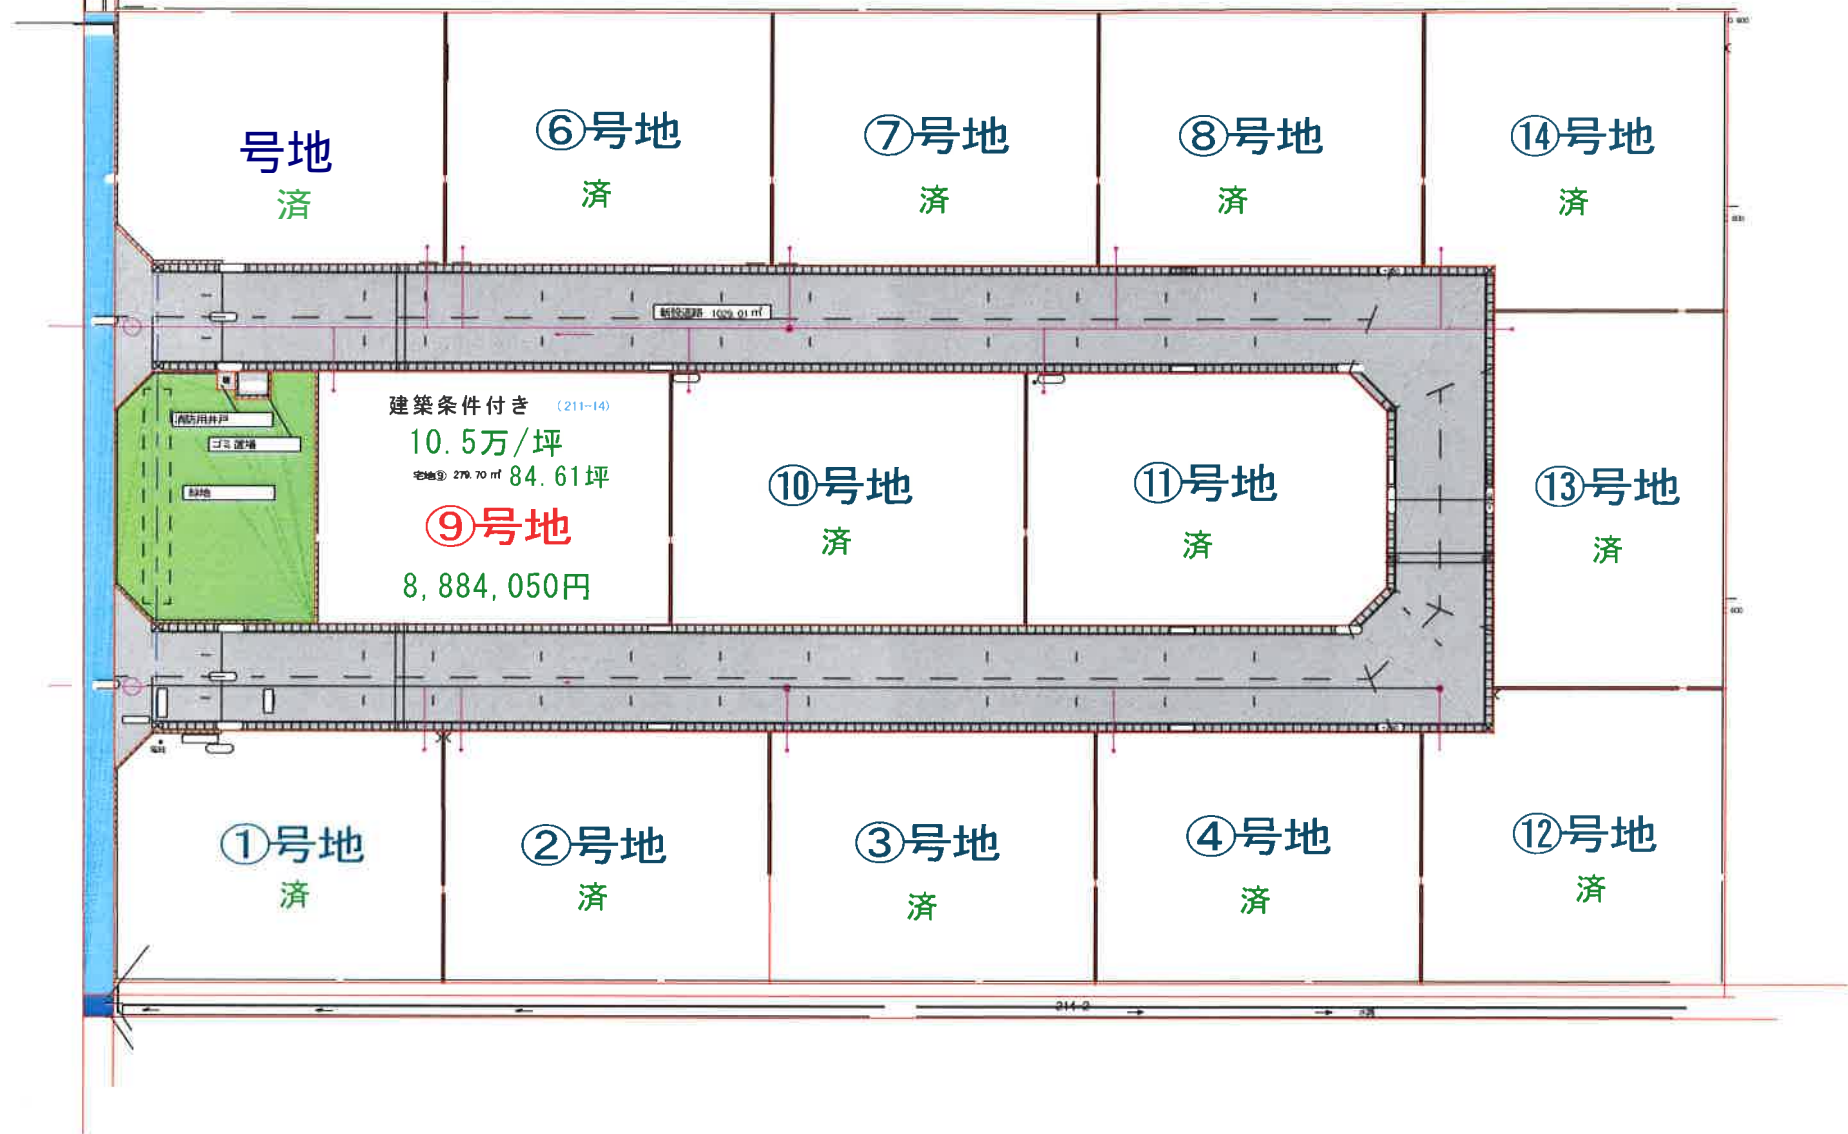 号地
済
⑥号地
済
⑦号地
済
⑧号地
済
⑭号地
済
新設道路 1029.01㎡
消防用井戸
ゴミ置場
緑地
建築条件付き (211-14)
10.5万/坪
宅地⑨ 279.70㎡ 84.61坪
⑨号地
8,884,050円
⑩号地
済
⑪号地
済
⑬号地
済
①号地
済
②号地
済
③号地
済
④号地
済
⑫号地
済
214-2